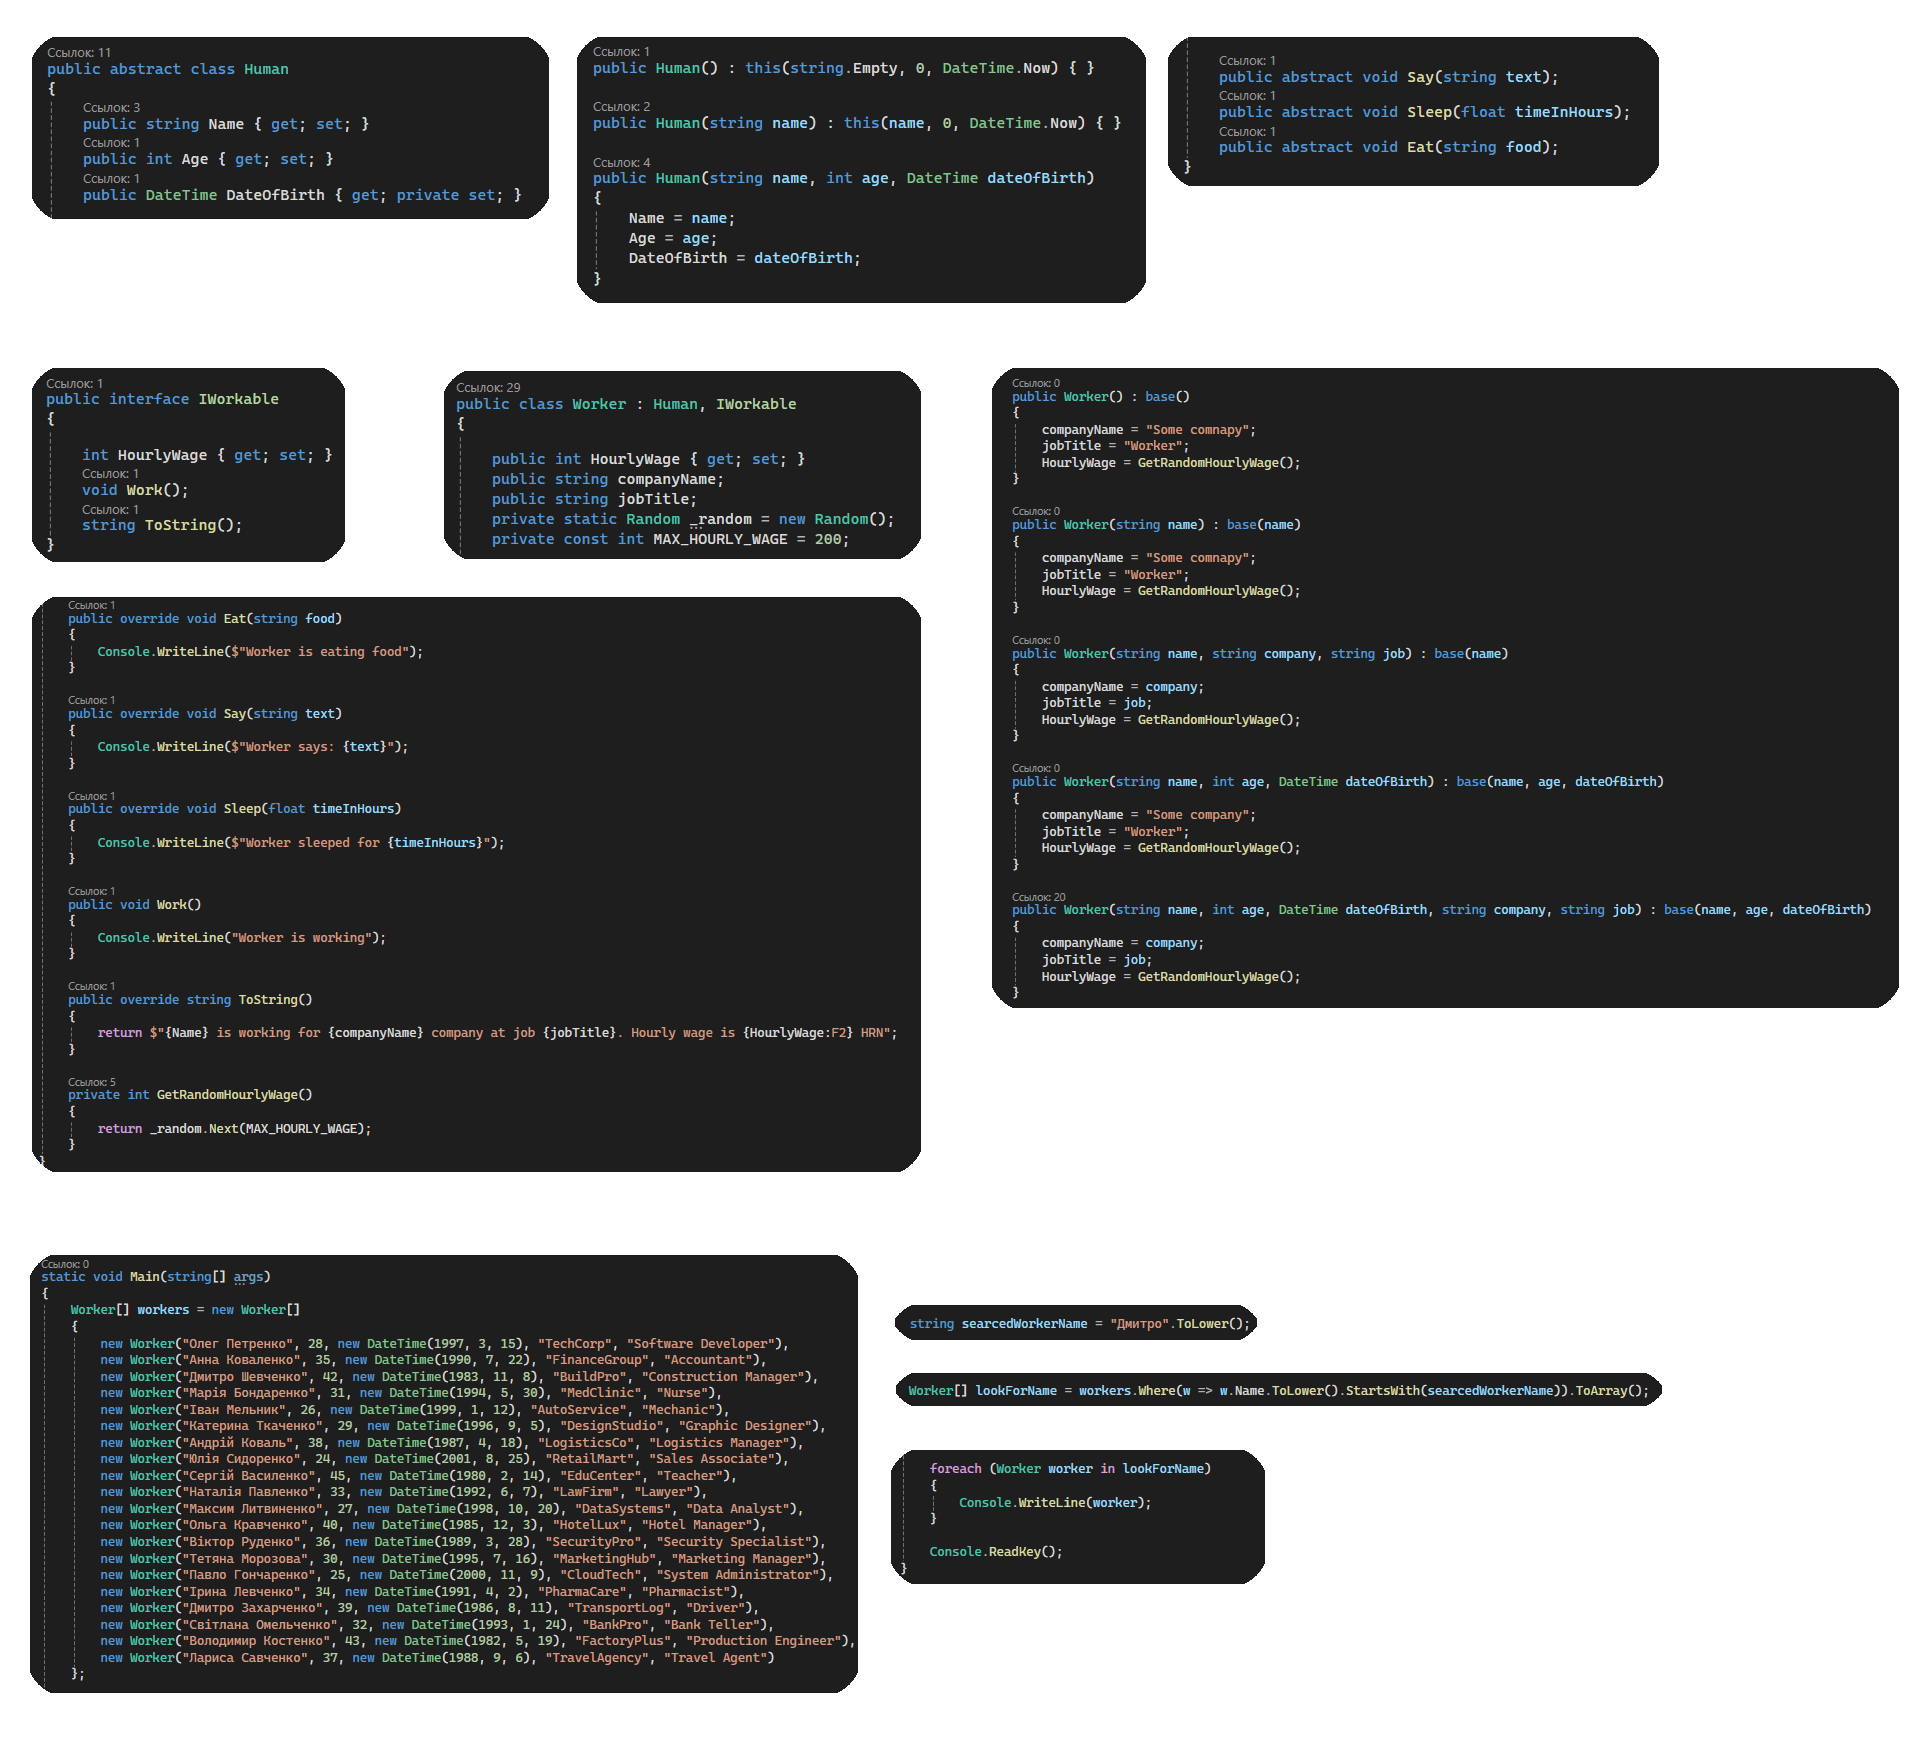 Ссылок: 11
public abstract class Human
{
Ссылок: 3
public string Name { get; set; }
Ссылок: 1
public int Age { get; set; }
Ссылок: 1
public DateTime DateOfBirth { get; private set; }
Ссылок: 1
public Human() : this(string.Empty, 0, DateTime.Now) { }
Ссылок: 2
public Human(string name) : this(name, 0, DateTime.Now) { }
Ссылок: 4
public Human(string name, int age, DateTime dateOfBirth)
{
Name = name;
Age = age;
DateOfBirth = dateOfBirth;
}
Ссылок: 1
public abstract void Say(string text);
Ссылок: 1
public abstract void Sleep(float timeInHours);
Ссылок: 1
public abstract void Eat(string food);
}
Ссылок: 1
public interface IWorkable
{
int HourlyWage { get; set; }
Ссылок: 1
void Work();
Ссылок: 1
string ToString();
}
Ссылок: 29
public class Worker : Human, IWorkable
{
public int HourlyWage { get; set; }
public string companyName;
public string jobTitle;
private static Random _random = new Random();
private const int MAX_HOURLY_WAGE = 200;
Ссылок: 0
public Worker() : base()
{
companyName = "Some comnapy";
jobTitle = "Worker";
HourlyWage = GetRandomHourlyWage();
}
Ссылок: 0
public Worker(string name) : base(name)
{
companyName = "Some comnapy";
jobTitle = "Worker";
HourlyWage = GetRandomHourlyWage();
}
Ссылок: 0
public Worker(string name, string company, string job) : base(name)
{
companyName = company;
jobTitle = job;
HourlyWage = GetRandomHourlyWage();
}
Ссылок: 0
public Worker(string name, int age, DateTime dateOfBirth) : base(name, age, dateOfBirth)
{
companyName = "Some company";
jobTitle = "Worker";
HourlyWage = GetRandomHourlyWage();
}
Ссылок: 20
public Worker(string name, int age, DateTime dateOfBirth, string company, string job) : base(name, age, dateOfBirth)
{
companyName = company;
jobTitle = job;
HourlyWage = GetRandomHourlyWage();
}
Ссылок: 1
public override void Eat(string food)
{
Console.WriteLine($"Worker is eating food");
}
Ссылок: 1
public override void Say(string text)
{
Console.WriteLine($"Worker says: {text}");
}
Ссылок: 1
public override void Sleep(float timeInHours)
{
Console.WriteLine($"Worker sleeped for {timeInHours}");
}
Ссылок: 1
public void Work()
{
Console.WriteLine("Worker is working");
}
Ссылок: 1
public override string ToString()
{
return $"{Name} is working for {companyName} company at job {jobTitle}. Hourly wage is {HourlyWage:F2} HRN";
}
Ссылок: 5
private int GetRandomHourlyWage()
{
return _random.Next(MAX_HOURLY_WAGE);
}
}
Ссылок: 0
static void Main(string[] args)
{
Worker[] workers = new Worker[]
{
new Worker("Олег Петренко", 28, new DateTime(1997, 3, 15), "TechCorp", "Software Developer"),
new Worker("Анна Коваленко", 35, new DateTime(1990, 7, 22), "FinanceGroup", "Accountant"),
new Worker("Дмитро Шевченко", 42, new DateTime(1983, 11, 8), "BuildPro", "Construction Manager"),
new Worker("Марія Бондаренко", 31, new DateTime(1994, 5, 30), "MedClinic", "Nurse"),
new Worker("Іван Мельник", 26, new DateTime(1999, 1, 12), "AutoService", "Mechanic"),
new Worker("Катерина Ткаченко", 29, new DateTime(1996, 9, 5), "DesignStudio", "Graphic Designer"),
new Worker("Андрій Коваль", 38, new DateTime(1987, 4, 18), "LogisticsCo", "Logistics Manager"),
new Worker("Юлія Сидоренко", 24, new DateTime(2001, 8, 25), "RetailMart", "Sales Associate"),
new Worker("Сергій Василенко", 45, new DateTime(1980, 2, 14), "EduCenter", "Teacher"),
new Worker("Наталія Павленко", 33, new DateTime(1992, 6, 7), "LawFirm", "Lawyer"),
new Worker("Максим Литвиненко", 27, new DateTime(1998, 10, 20), "DataSystems", "Data Analyst"),
new Worker("Ольга Кравченко", 40, new DateTime(1985, 12, 3), "HotelLux", "Hotel Manager"),
new Worker("Віктор Руденко", 36, new DateTime(1989, 3, 28), "SecurityPro", "Security Specialist"),
new Worker("Тетяна Морозова", 30, new DateTime(1995, 7, 16), "MarketingHub", "Marketing Manager"),
new Worker("Павло Гончаренко", 25, new DateTime(2000, 11, 9), "CloudTech", "System Administrator"),
new Worker("Ірина Левченко", 34, new DateTime(1991, 4, 2), "PharmaCare", "Pharmacist"),
new Worker("Дмитро Захарченко", 39, new DateTime(1986, 8, 11), "TransportLog", "Driver"),
new Worker("Світлана Омельченко", 32, new DateTime(1993, 1, 24), "BankPro", "Bank Teller"),
new Worker("Володимир Костенко", 43, new DateTime(1982, 5, 19), "FactoryPlus", "Production Engineer"),
new Worker("Лариса Савченко", 37, new DateTime(1988, 9, 6), "TravelAgency", "Travel Agent")
};
string searcedWorkerName = "Дмитро".ToLower();
Worker[] lookForName = workers.Where(w => w.Name.ToLower().StartsWith(searcedWorkerName)).ToArray();
foreach (Worker worker in lookForName)
{
Console.WriteLine(worker);
}
Console.ReadKey();
}